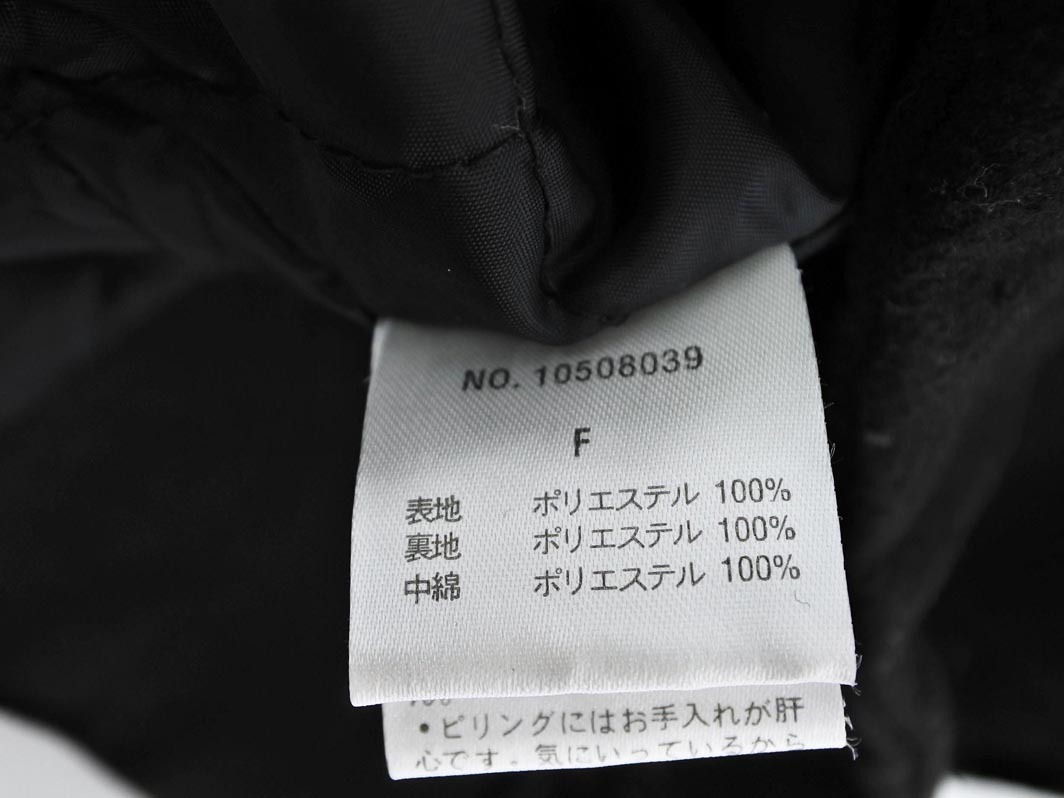 NO. 10508039
F
表地 ポリエステル 100%
裏地 ポリエステル 100%
中綿 ポリエステル 100%
・ピリングにはお手入れが肝
心です。気にいっているから